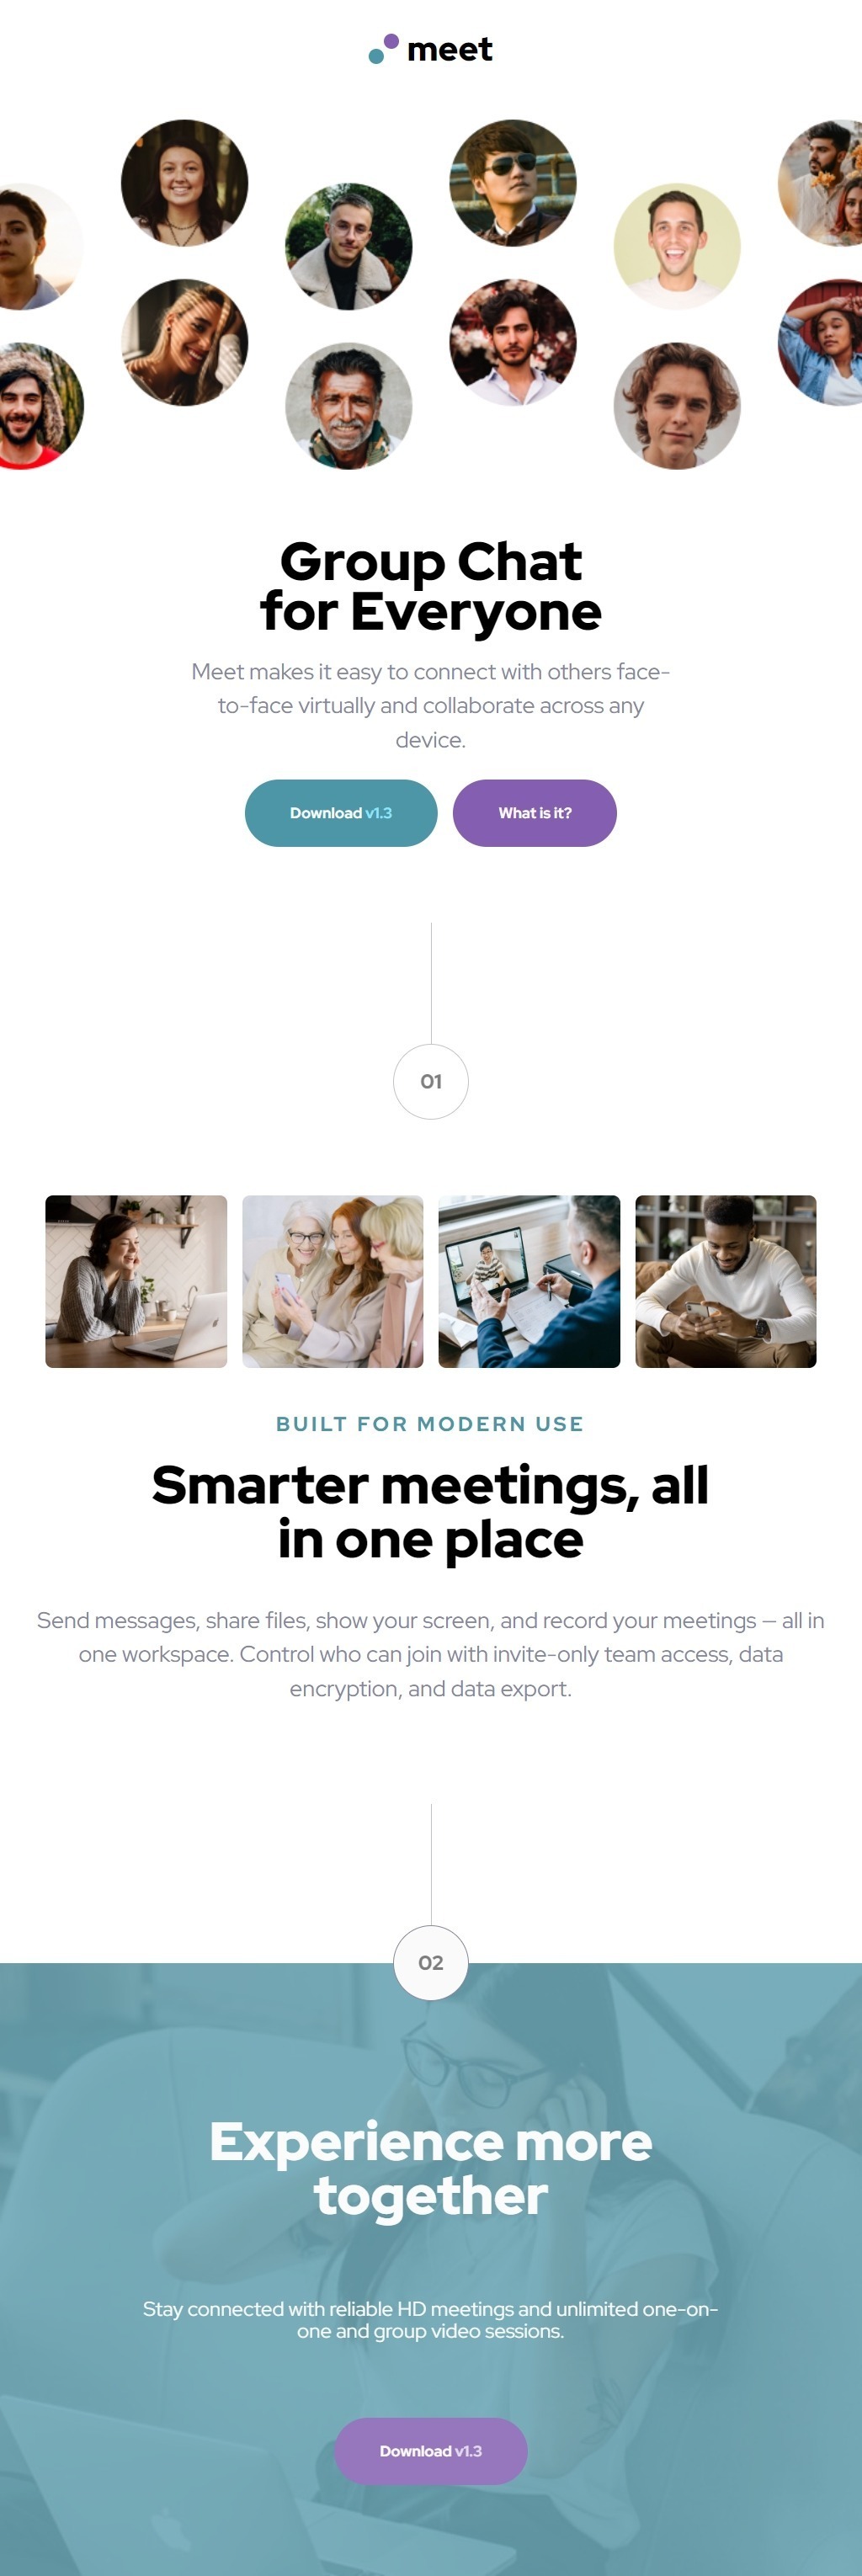 meet
Group Chat
for Everyone
Meet makes it easy to connect with others face-
to-face virtually and collaborate across any
device.
Download v1.3
What is it?
01
BUILT FOR MODERN USE
Smarter meetings, all
in one place
Send messages, share files, show your screen, and record your meetings — all in
one workspace. Control who can join with invite-only team access, data
encryption, and data export.
02
Experience more
together
Stay connected with reliable HD meetings and unlimited one-on-
one and group video sessions.
Download v1.3